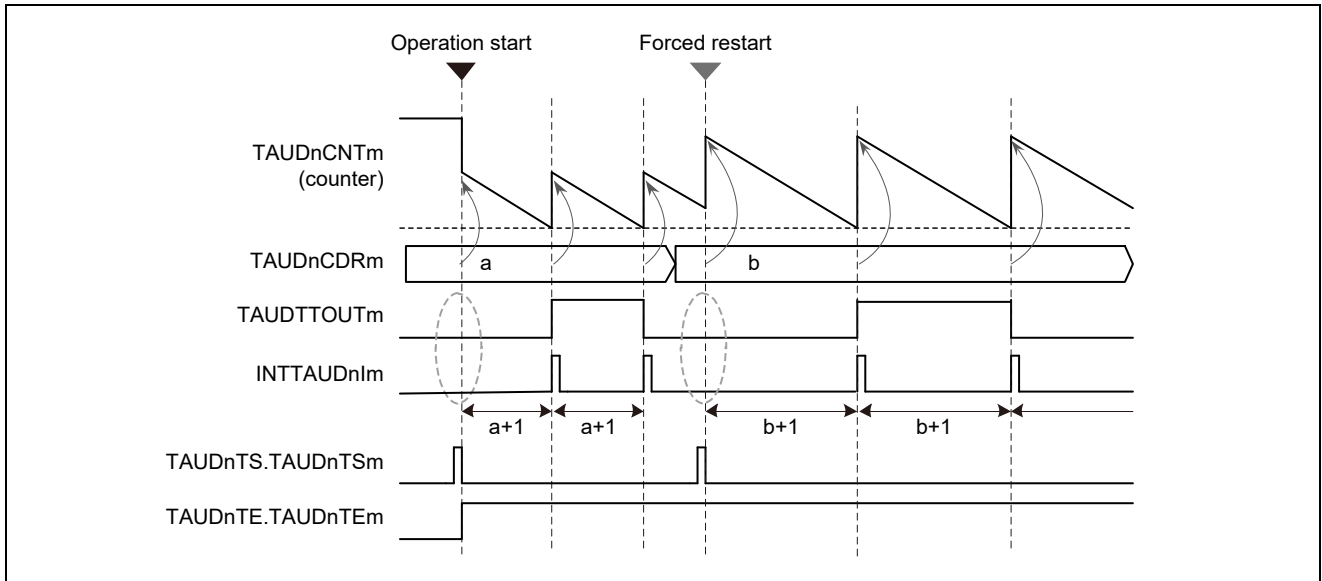 Operation start
Forced restart
TAUDnCNTm
(counter)
TAUDnCDRm
a
b
TAUDTTOUTm
INTTAUDnIm
a+1
a+1
b+1
b+1
TAUDnTS.TAUDnTSm
TAUDnTE.TAUDnTEm